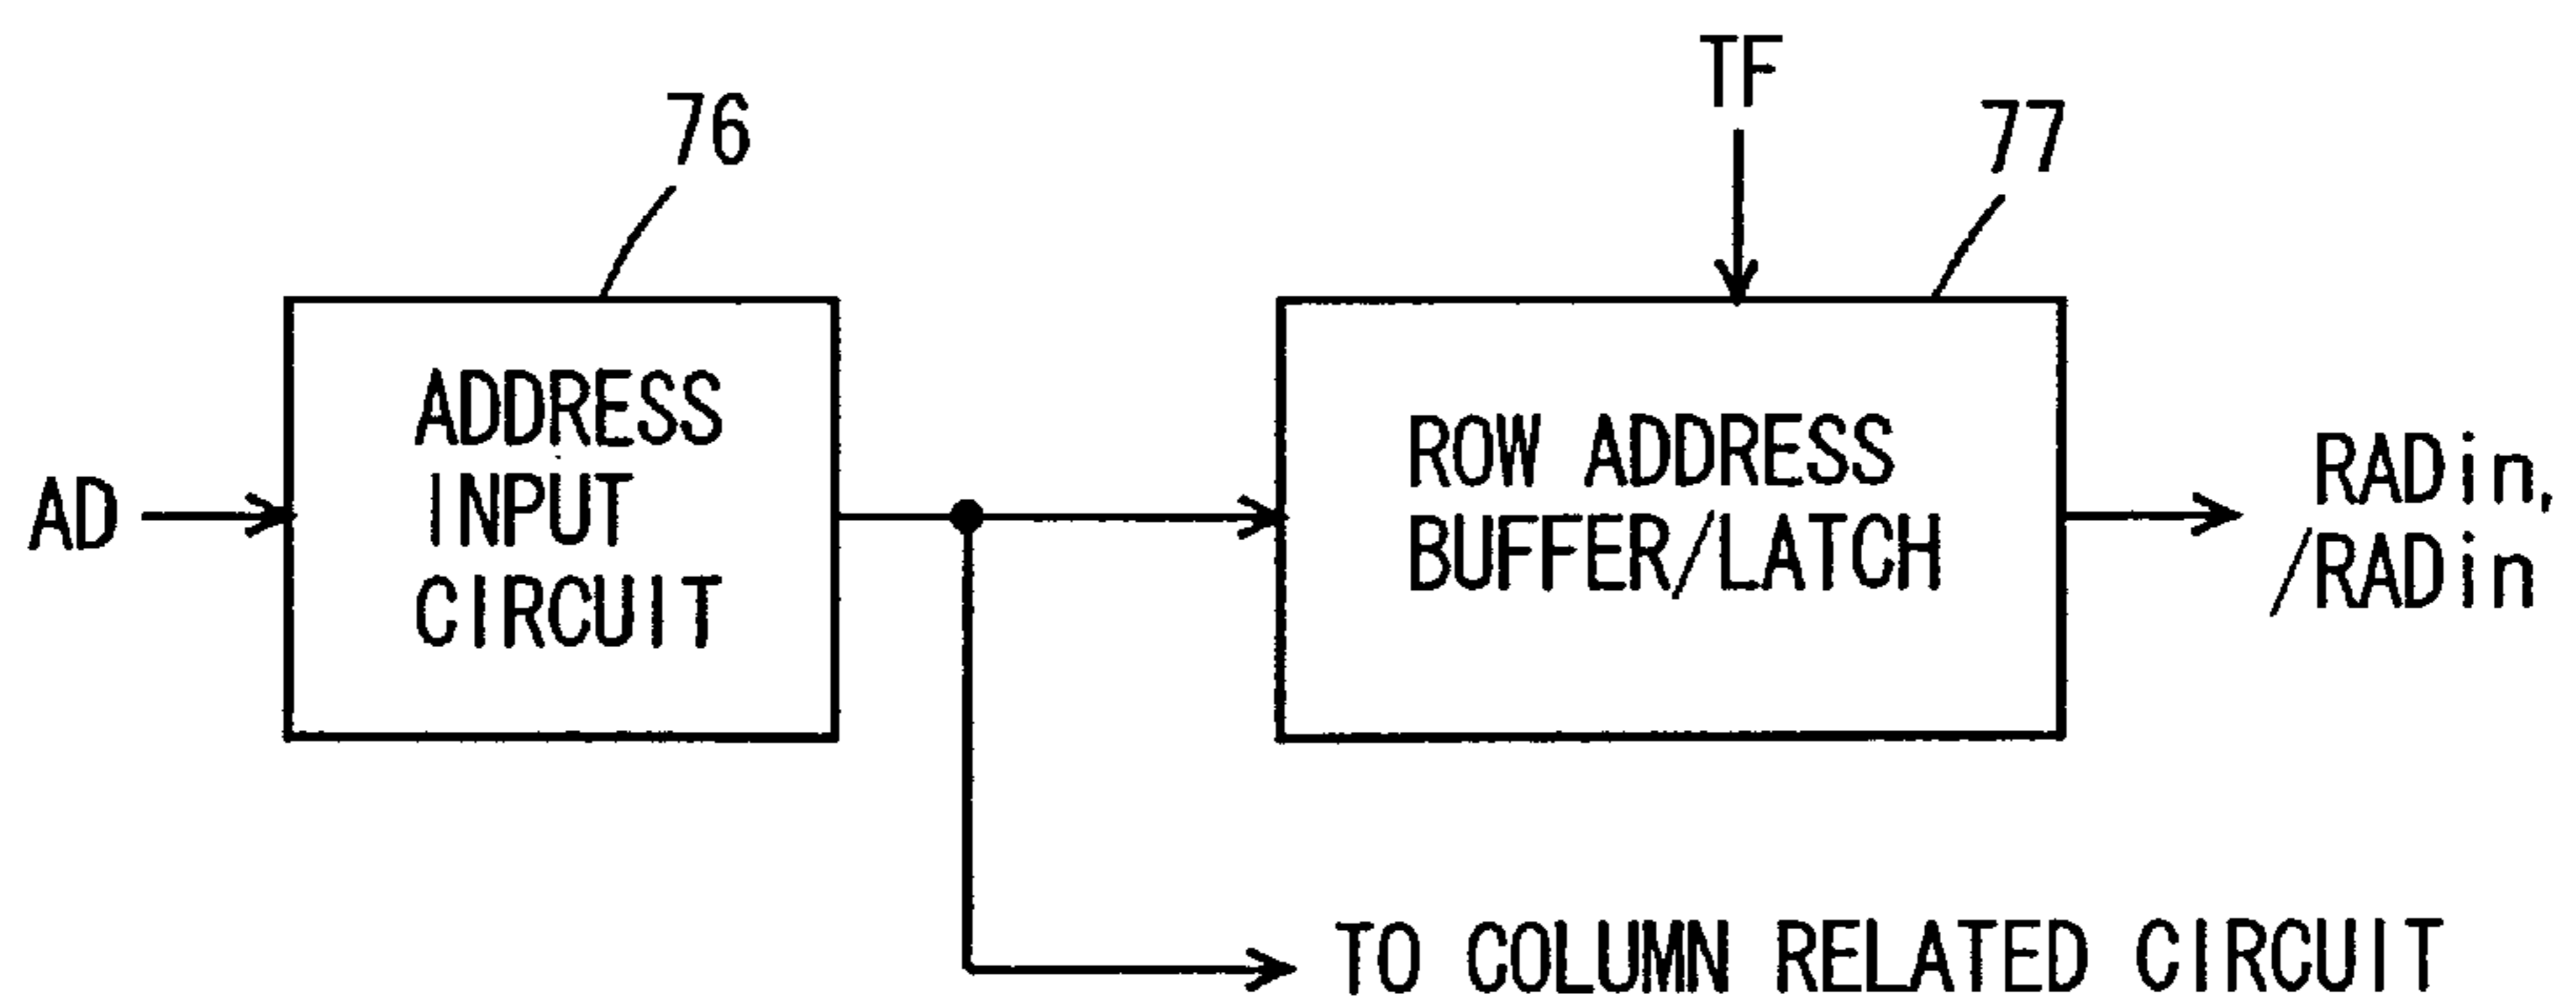 76
TF
77
AD
ADDRESS
INPUT
CIRCUIT
ROW ADDRESS
BUFFER/LATCH
RADin,
/RADin
TO COLUMN RELATED CIRCUIT